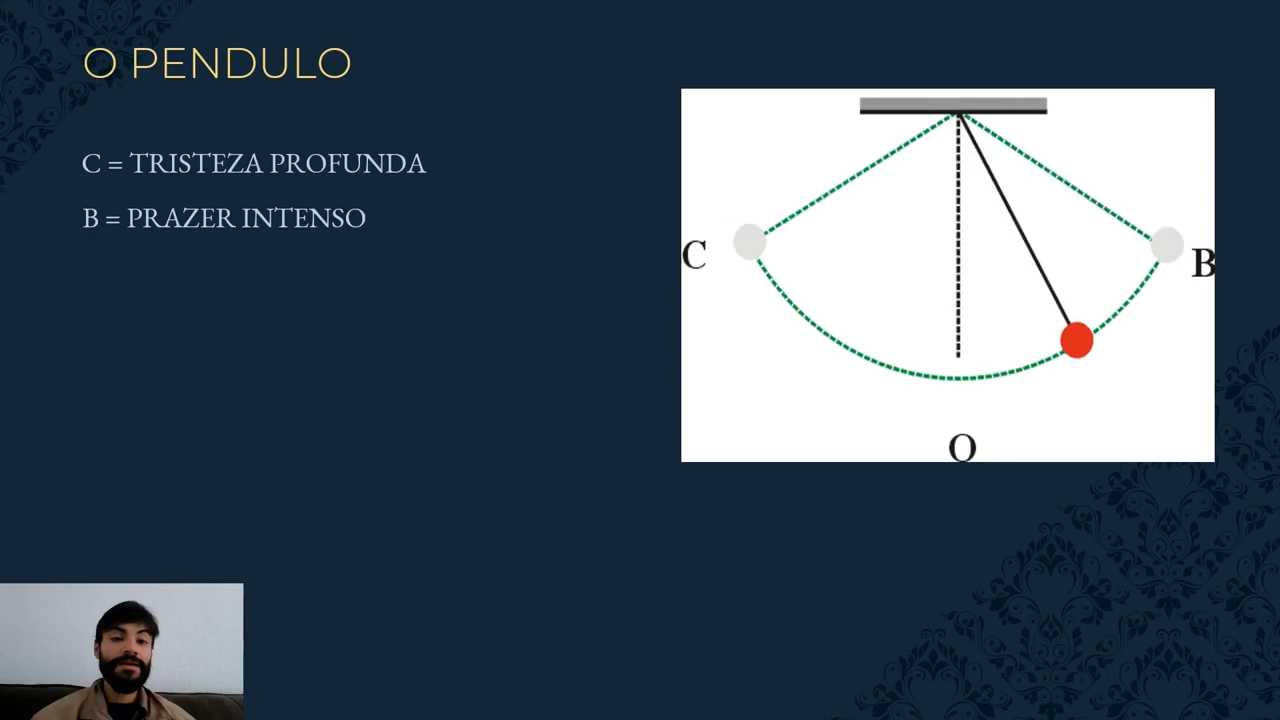 O PENDULO
C = TRISTEZA PROFUNDA
B = PRAZER INTENSO
C
B
O